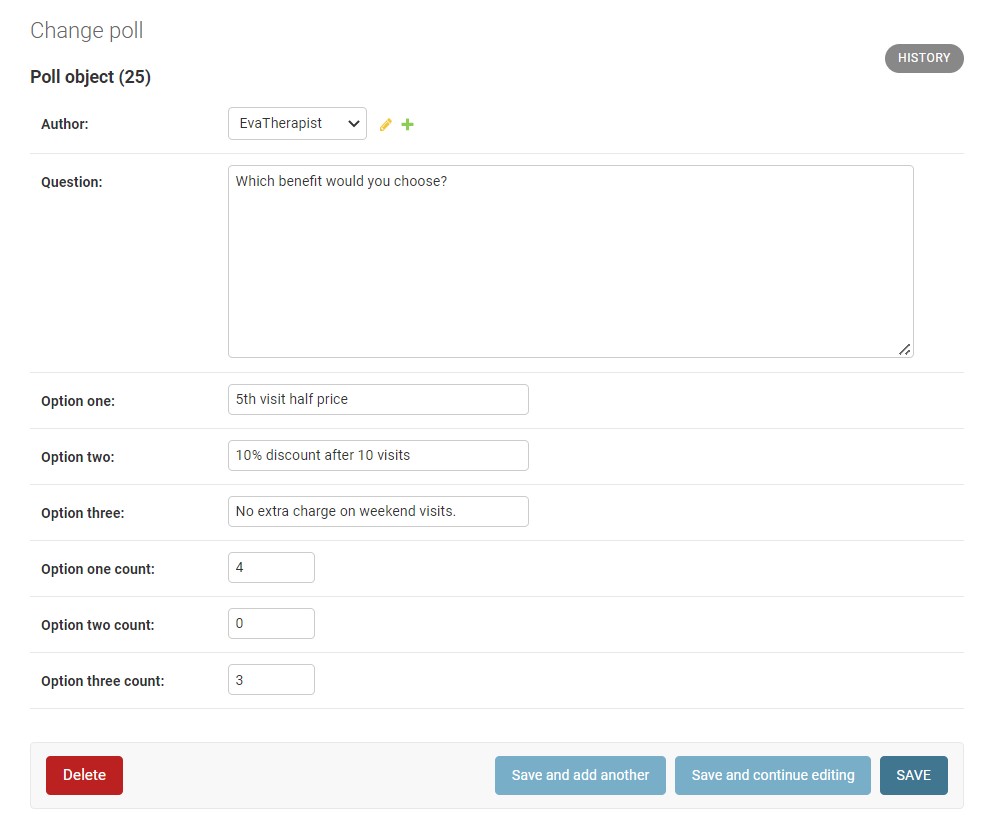 Change poll
HISTORY
Poll object (25)
Author: EvaTherapist
Question: Which benefit would you choose?
Option one: 5th visit half price
Option two: 10% discount after 10 visits
Option three: No extra charge on weekend visits.
Option one count: 4
Option two count: 0
Option three count: 3
Delete Save and add another Save and continue editing SAVE